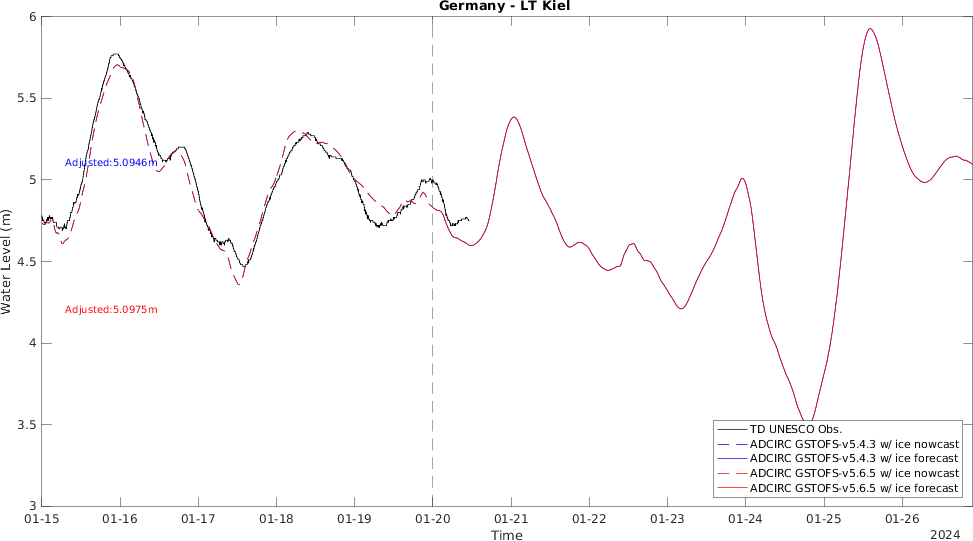 Germany - LT Kiel
6
5.5
5
4.5
4
3.5
3
Water Level (m)
Adjusted:5.0946m
Adjusted:5.0975m
TD UNESCO Obs.
ADCIRC GSTOFS-v5.4.3 w/ ice nowcast
ADCIRC GSTOFS-v5.4.3 w/ ice forecast
ADCIRC GSTOFS-v5.6.5 w/ ice nowcast
ADCIRC GSTOFS-v5.6.5 w/ ice forecast
01-15 01-16 01-17 01-18 01-19 01-20 01-21 01-22 01-23 01-24 01-25 01-26
Time
2024